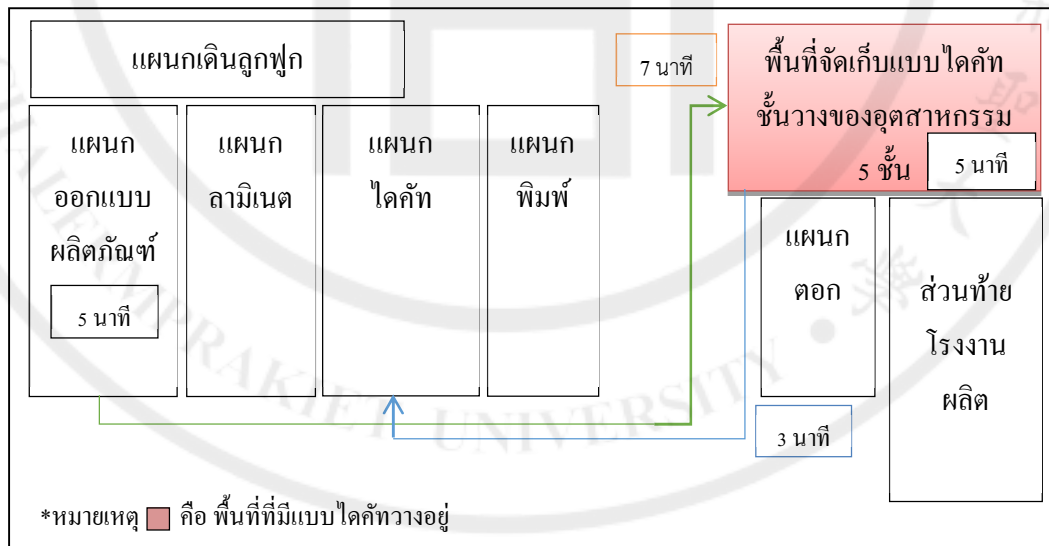 แผนกเดินลูกฟูก
7 นาที
พื้นที่จัดเก็บแบบไดคัท
ชั้นวางของอุตสาหกรรม
5 ชั้น
5 นาที
แผนก
ออกแบบ
ผลิตภัณฑ์
5 นาที
แผนก
ลามิเนต
แผนก
ไดคัท
แผนก
พิมพ์
แผนก
ตอก
ส่วนท้าย
โรงงาน
ผลิต
3 นาที
*หมายเหตุ คือ พื้นที่ที่มีแบบไดคัทวางอยู่
CHALERMPRAKIET UNIVERSITY